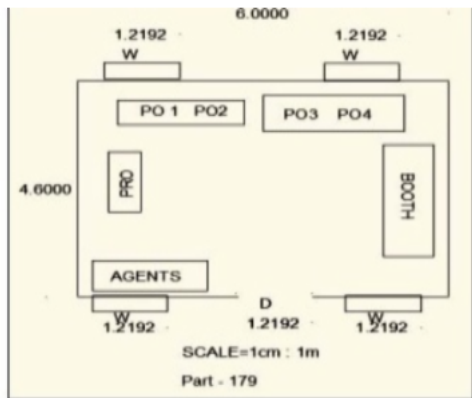 6.0000
1.2192 1.2192
W W
PO 1 PO2 PO3 PO4
4.6000 PRO BOOTH
AGENTS
W D W
1.2192 1.2192 1.2192
SCALE=1cm : 1m
Part - 179